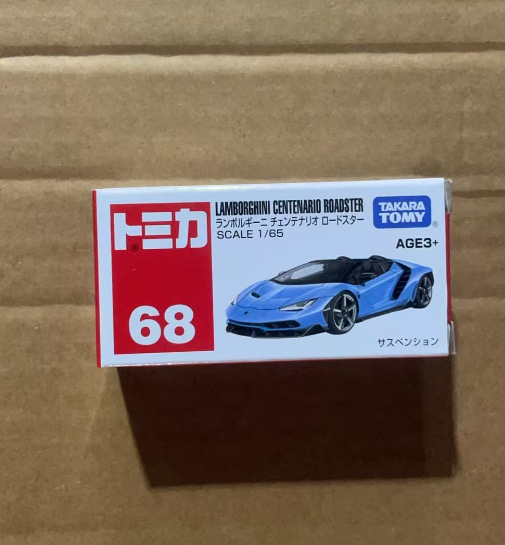 トミカ
®
68
LAMBORGHINI CENTENARIO ROADSTER
ランボルギーニ チェンテナリオ ロードスター
SCALE 1/65
TAKARA
TOMY®
AGE3+
サスペンション